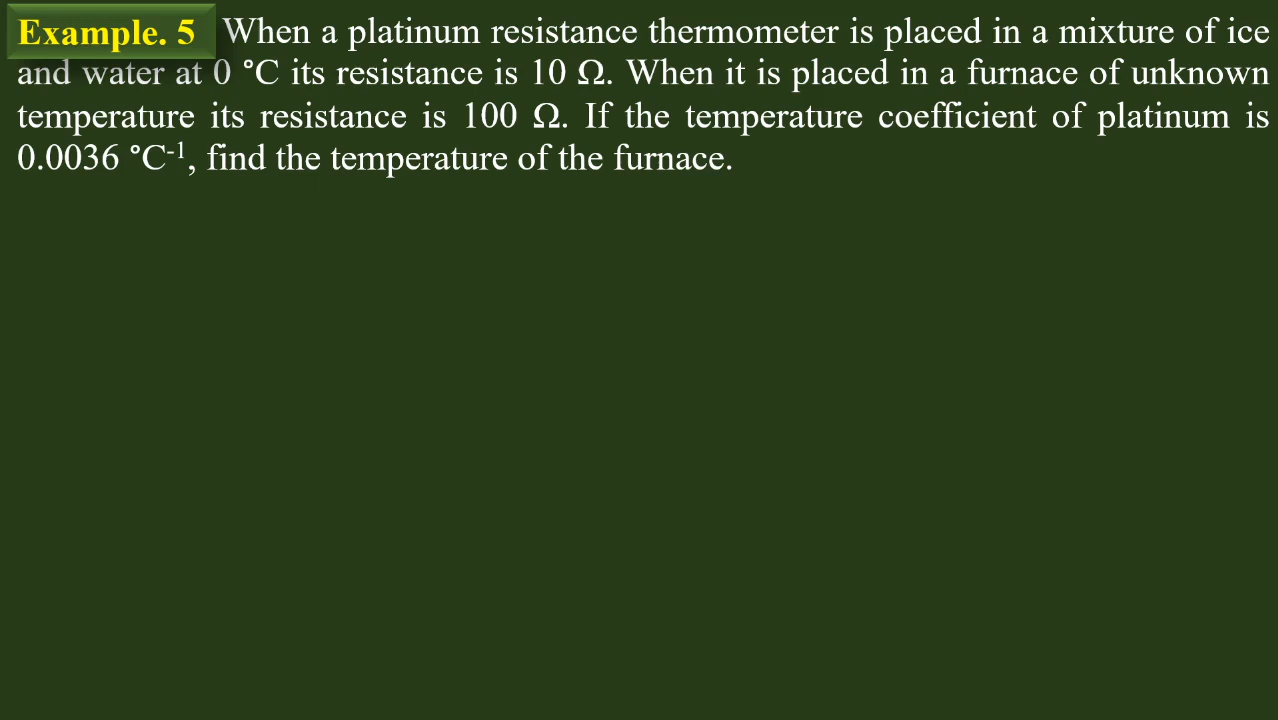 Example. 5 When a platinum resistance thermometer is placed in a mixture of ice
and water at 0 °C its resistance is 10 Ω. When it is placed in a furnace of unknown
temperature its resistance is 100 Ω. If the temperature coefficient of platinum is
0.0036 °C⁻¹, find the temperature of the furnace.